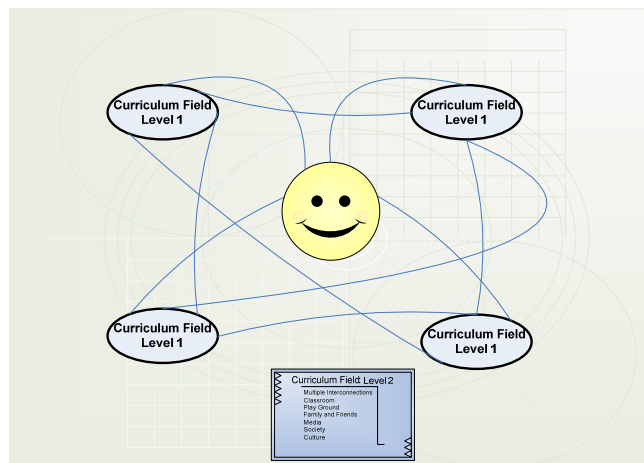 Curriculum Field
Level 1
Curriculum Field
Level 1
Curriculum Field
Level 1
Curriculum Field
Level 1
Curriculum Field: Level 2
Multiple Interconnections
Classroom
Play Ground
Family and Friends
Media
Society
Culture